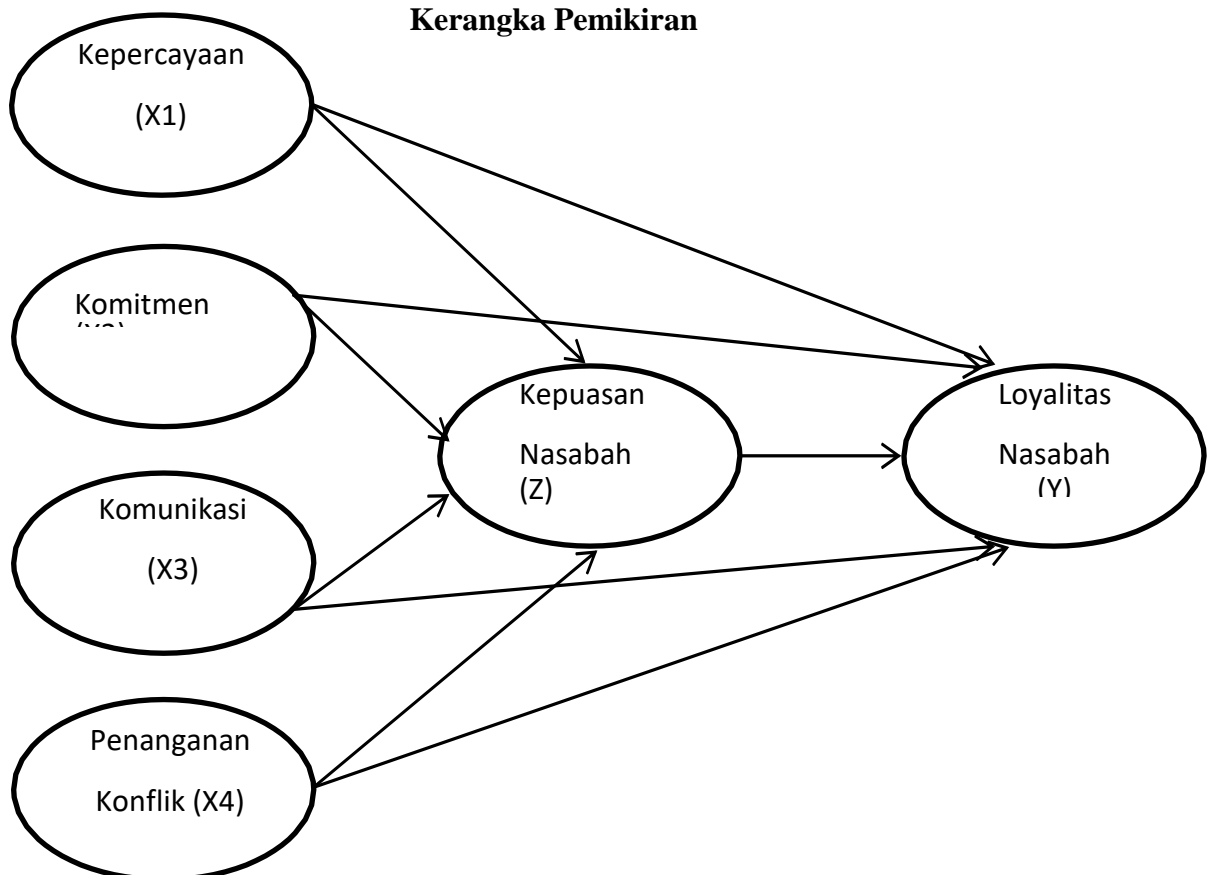 Kerangka Pemikiran
Kepercayaan
(X1)
Komitmen
Kepuasan
Nasabah
(Z)
Loyalitas
Nasabah
(Y)
Komunikasi
(X3)
Penanganan
Konflik (X4)